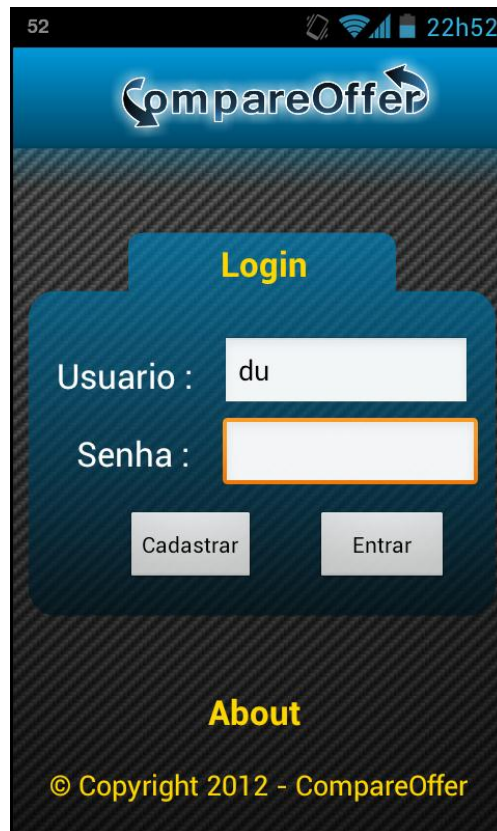 52 22h52
CompareOffer
Login
Usuario : du
Senha :
Cadastrar Entrar
About
© Copyright 2012 - CompareOffer